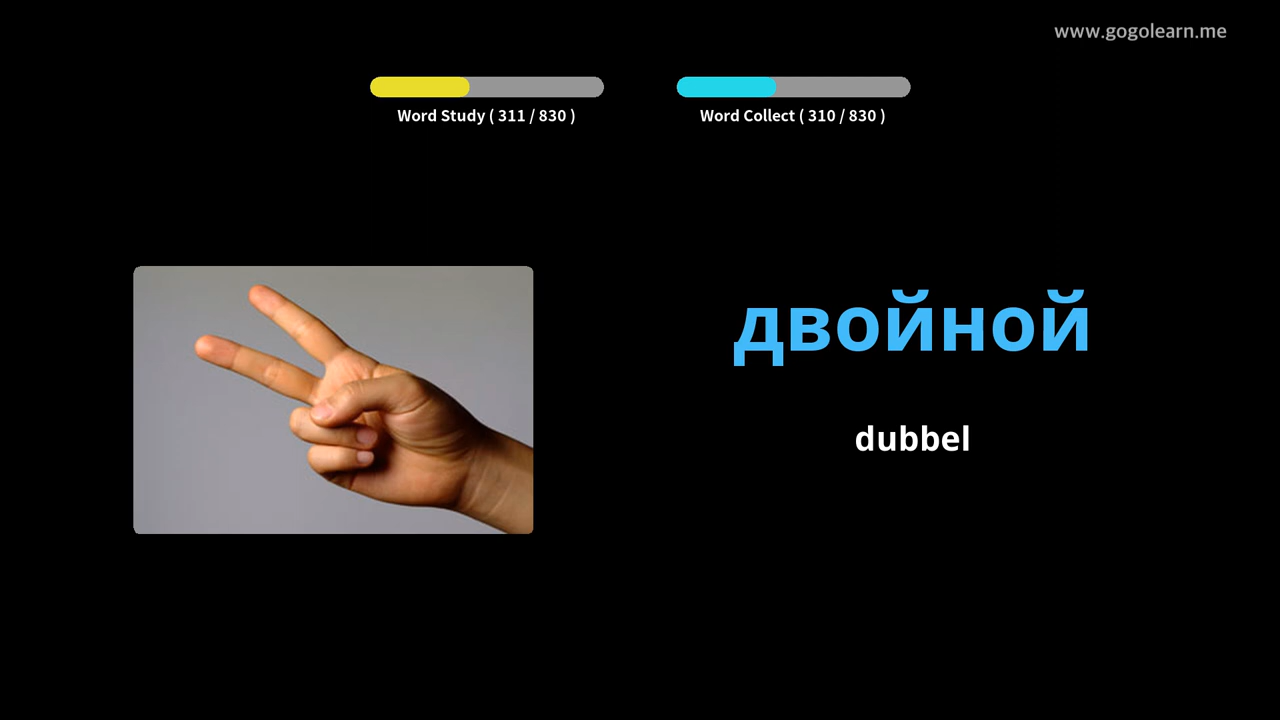 www.gogolearn.me
Word Study ( 311 / 830 )
Word Collect ( 310 / 830 )
двойной
dubbel